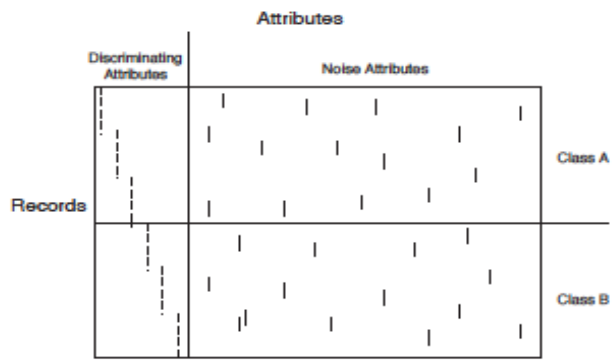 Attributes
Discriminating
Attributes
Noise Attributes
Class A
Records
Class B